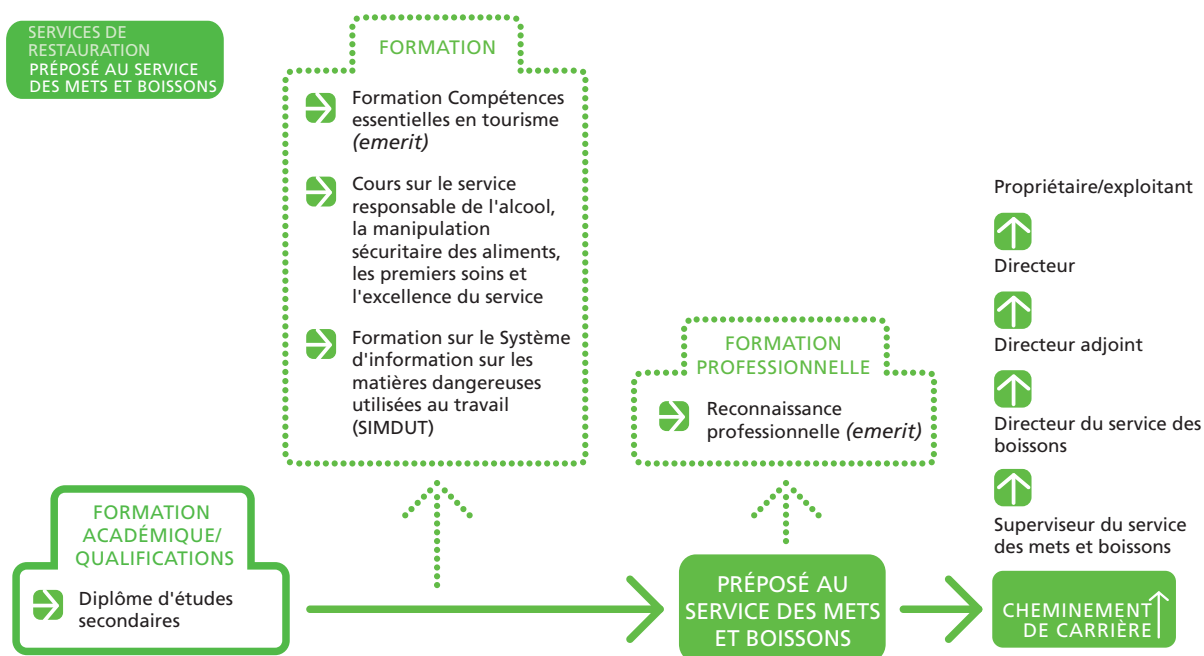 SERVICES DE
RESTAURATION
PRÉPOSÉ AU SERVICE
DES METS ET BOISSONS
FORMATION
Formation Compétences
essentielles en tourisme
(emerit)
Cours sur le service
responsable de l'alcool,
la manipulation
sécuritaire des aliments,
les premiers soins et
l'excellence du service
Formation sur le Système
d'information sur les
matières dangereuses
utilisées au travail
(SIMDUT)
FORMATION
ACADÉMIQUE/
QUALIFICATIONS
Diplôme d'études
secondaires
FORMATION
PROFESSIONNELLE
Reconnaissance
professionnelle (emerit)
PRÉPOSÉ AU
SERVICE DES METS
ET BOISSONS
Propriétaire/exploitant
Directeur
Directeur adjoint
Directeur du service des
boissons
Superviseur du service
des mets et boissons
CHEMINEMENT
DE CARRIÈRE